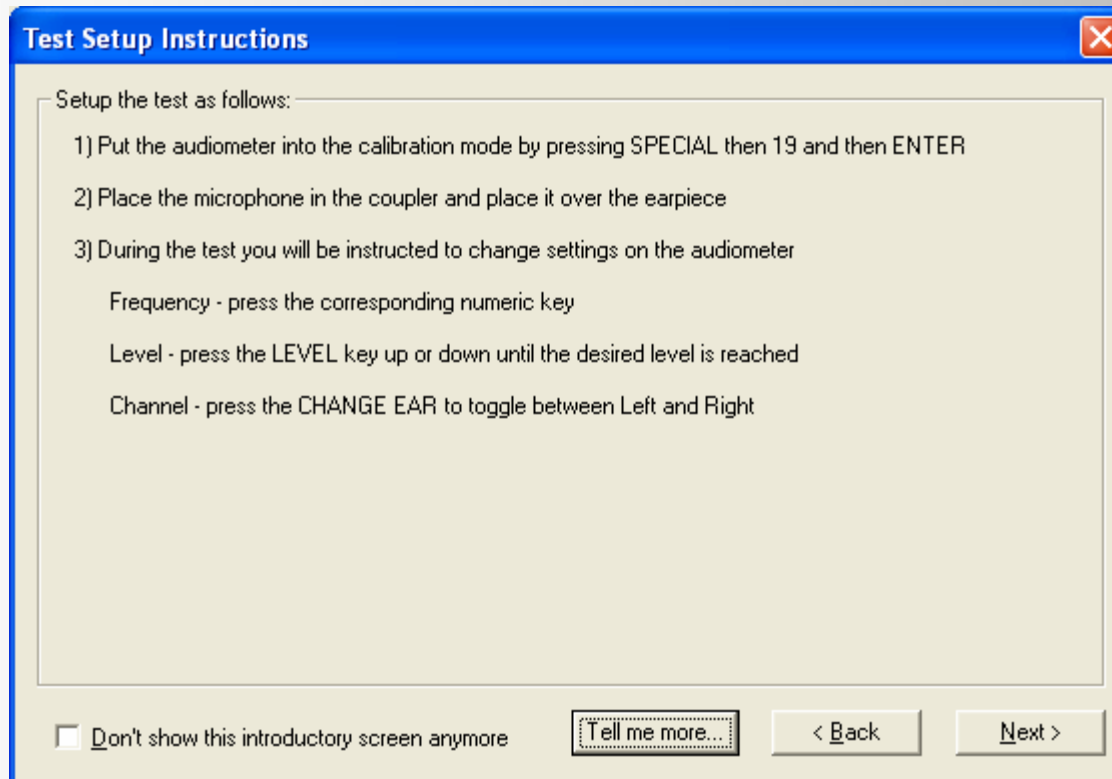 Test Setup Instructions
Setup the test as follows:
1) Put the audiometer into the calibration mode by pressing SPECIAL then 19 and then ENTER
2) Place the microphone in the coupler and place it over the earpiece
3) During the test you will be instructed to change settings on the audiometer
Frequency - press the corresponding numeric key
Level - press the LEVEL key up or down until the desired level is reached
Channel - press the CHANGE EAR to toggle between Left and Right
Don't show this introductory screen anymore
Tell me more...
< Back
Next >